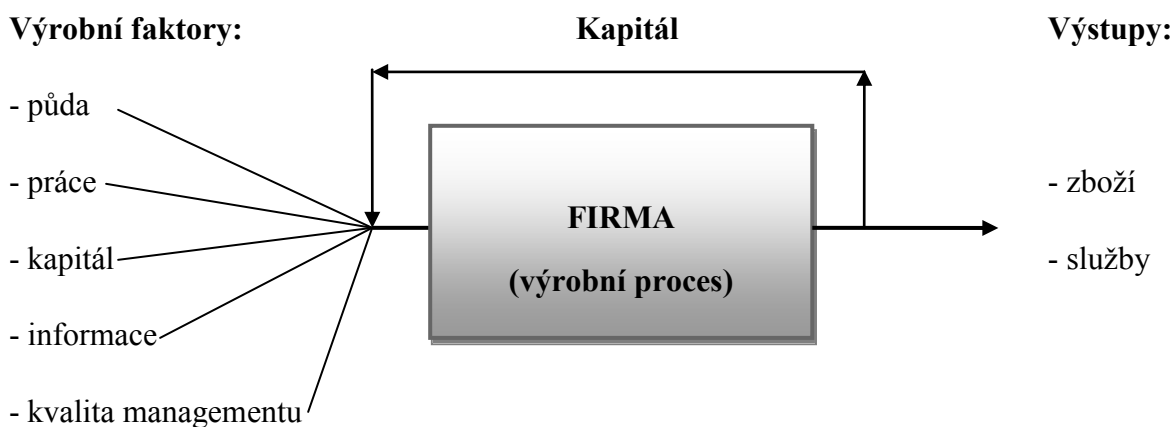 Výrobní faktory:
Kapitál
Výstupy:
- půda
- práce
- kapitál
- informace
- kvalita managementu
FIRMA
(výrobní proces)
- zboží
- služby